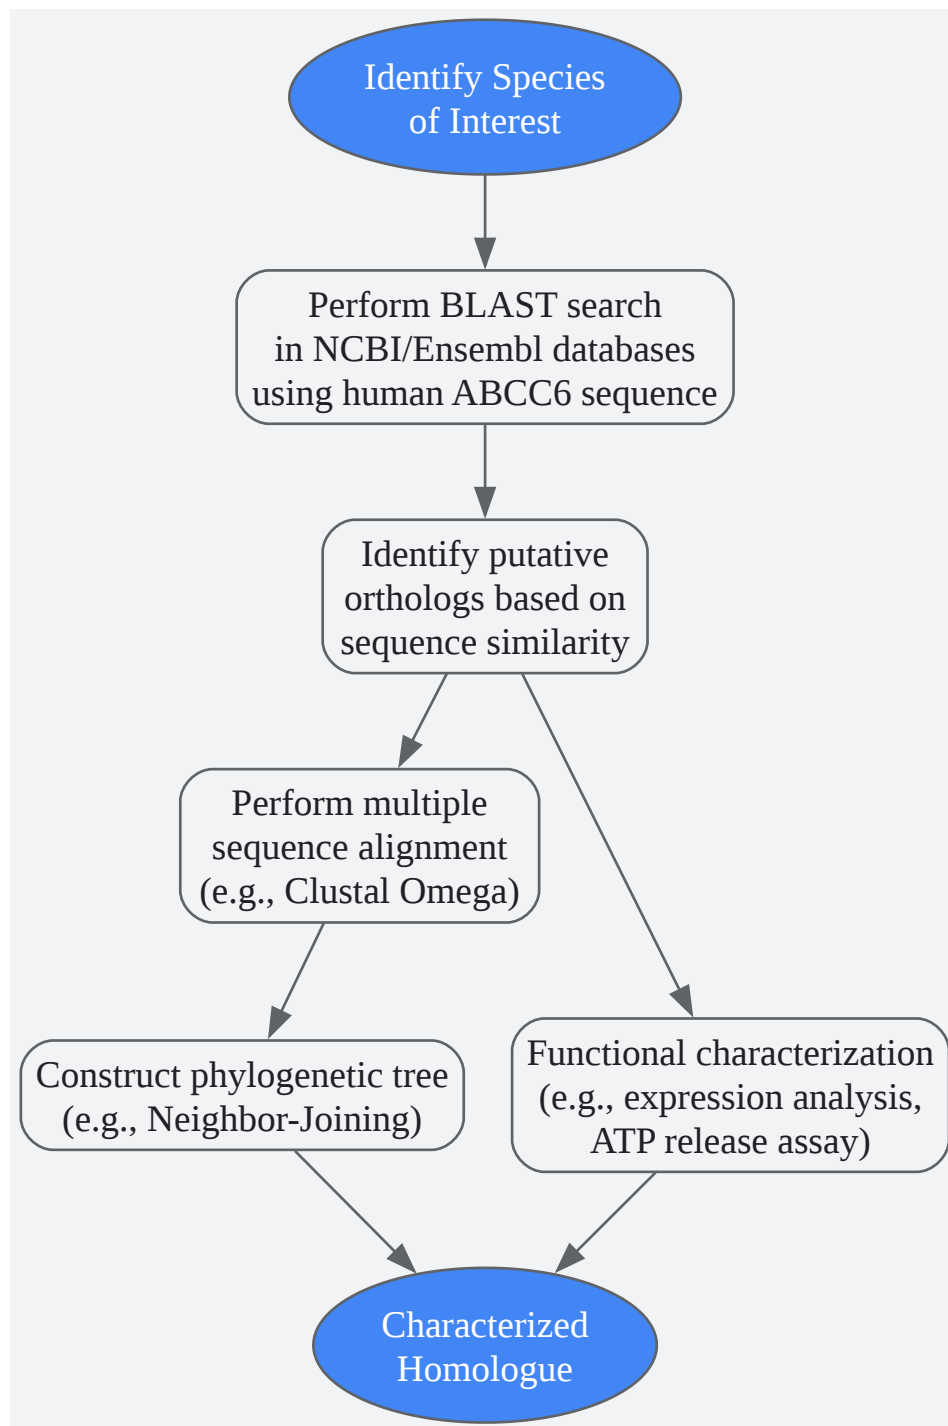 Identify Species
of Interest
Perform BLAST search
in NCBI/Ensembl databases
using human ABCC6 sequence
Identify putative
orthologs based on
sequence similarity
Perform multiple
sequence alignment
(e.g., Clustal Omega)
Construct phylogenetic tree
(e.g., Neighbor-Joining)
Functional characterization
(e.g., expression analysis,
ATP release assay)
Characterized
Homologue